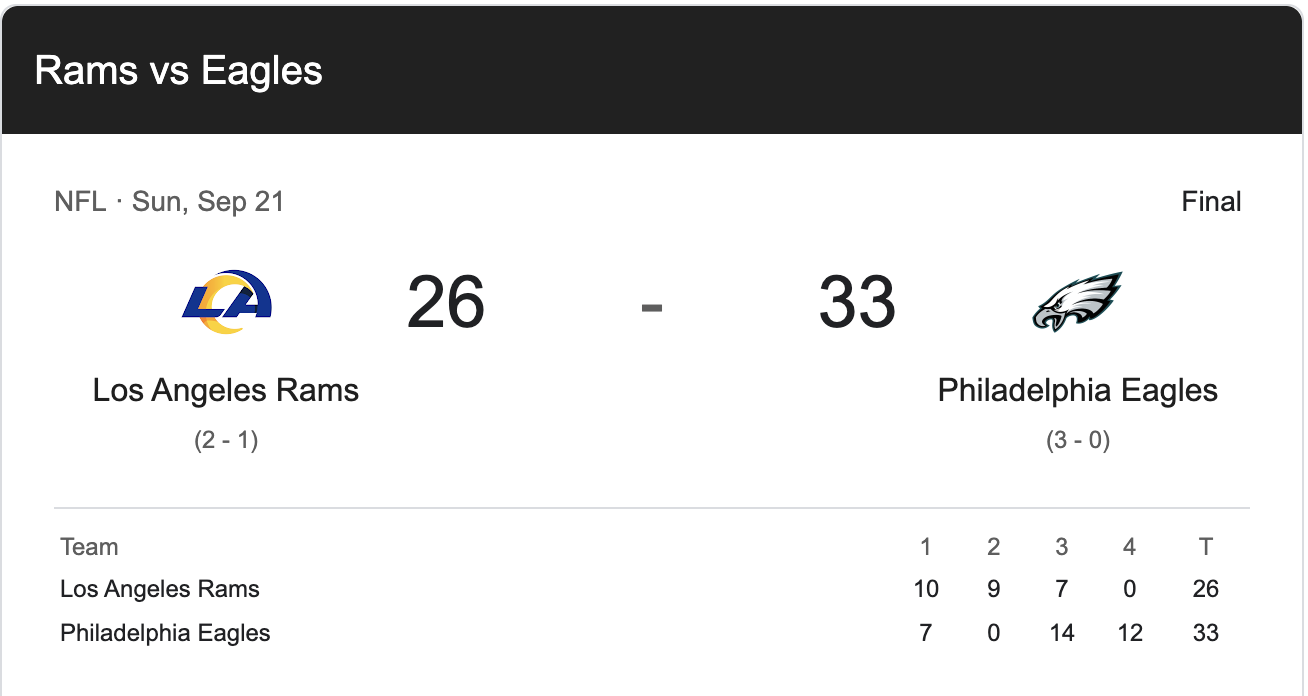 Rams vs Eagles
NFL · Sun, Sep 21 Final
LA 26 - 33
Los Angeles Rams Philadelphia Eagles
(2 - 1) (3 - 0)
Team 1 2 3 4 T
Los Angeles Rams 10 9 7 0 26
Philadelphia Eagles 7 0 14 12 33